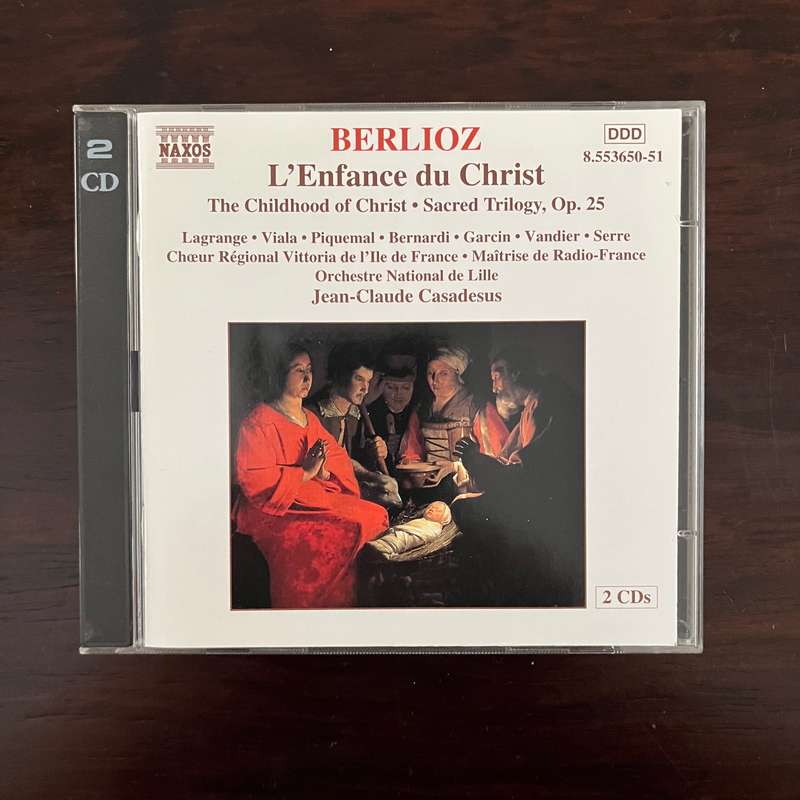 2
CD
NAXOS
BERLIOZ
DDD
8.553650-51
L'Enfance du Christ
The Childhood of Christ • Sacred Trilogy, Op. 25
Lagrange • Viala • Piquemal • Bernardi • Garcin • Vandier • Serre
Chœur Régional Vittoria de l'Ile de France • Maîtrise de Radio-France
Orchestre National de Lille
Jean-Claude Casadesus
2 CDs